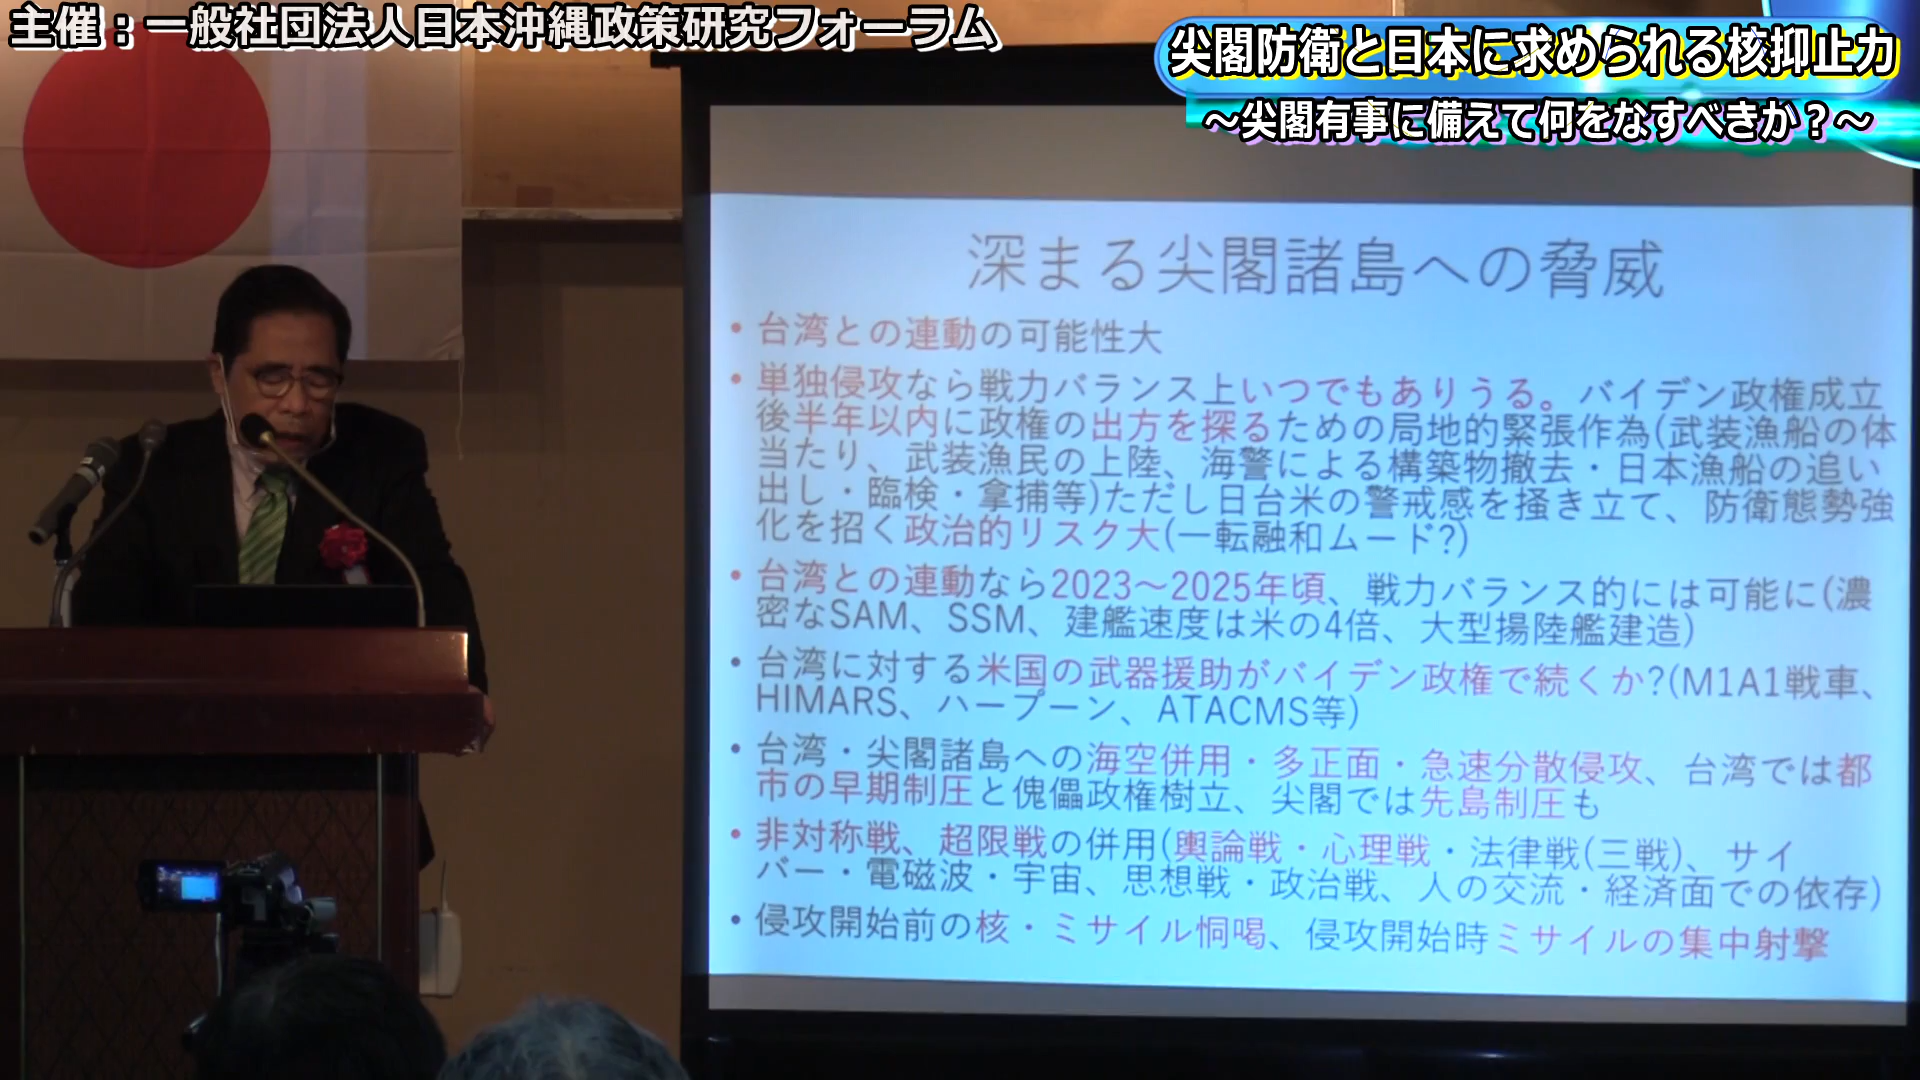 主催：一般社団法人日本沖縄政策研究フォーラム
尖閣防衛と日本に求められる核抑止力
～尖閣有事に備えて何をなすべきか？～
深まる尖閣諸島への脅威
• 台湾との連動の可能性大
• 単独侵攻なら戦力バランス上いつでもありうる。バイデン政権成立
後半年以内に政権の出方を探るための局地的緊張作為(武装漁船の体
当たり、武装漁民の上陸、海警による構築物撤去・日本漁船の追い
出し・臨検・拿捕等)ただし日台米の警戒感を掻き立て、防衛態勢強
化を招く政治的リスク大(一転融和ムード?)
• 台湾との連動なら2023～2025年頃、戦力バランス的には可能に(濃
密なSAM、SSM、建艦速度は米の4倍、大型揚陸艦建造)
• 台湾に対する米国の武器援助がバイデン政権で続くか?(M1A1戦車、
HIMARS、ハープーン、ATACMS等)
• 台湾・尖閣諸島への海空併用・多正面・急速分散侵攻、台湾では都
市の早期制圧と傀儡政権樹立、尖閣では先島制圧も
• 非対称戦、超限戦の併用(輿論戦・心理戦・法律戦(三戦)、サイ
バー・電磁波・宇宙、思想戦・政治戦、人の交流・経済面での依存)
• 侵攻開始前の核・ミサイル恫喝、侵攻開始時ミサイルの集中射撃